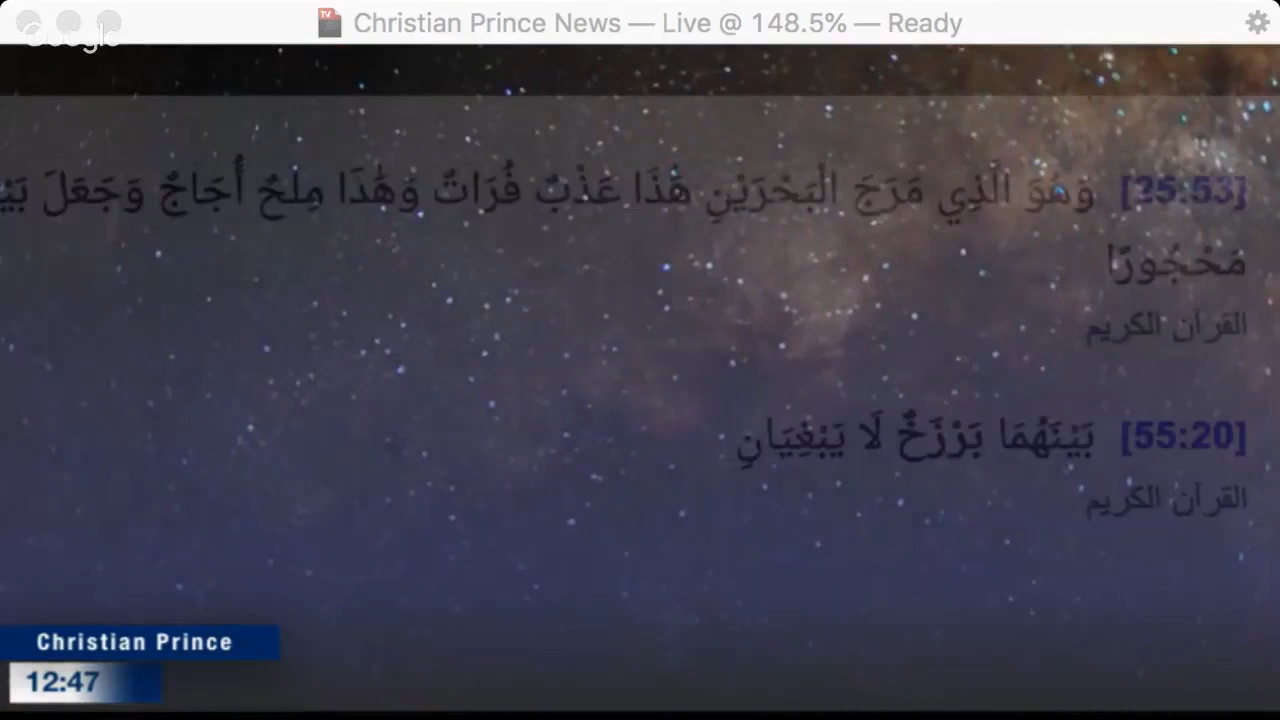 Christian Prince News — Live @ 148.5% — Ready
Google
[25:53] وَهُوَ الَّذِي مَرَجَ الْبَحْرَيْنِ هَٰذَا عَذْبٌ فُرَاتٌ وَهَٰذَا مِلْحٌ أُجَاجٌ وَجَعَلَ
مَّحْجُورًا
القرآن الكريم
[55:20] بَيْنَهُمَا بَرْزَخٌ لَا يَبْغِيَانِ
القرآن الكريم
Christian Prince
12:47